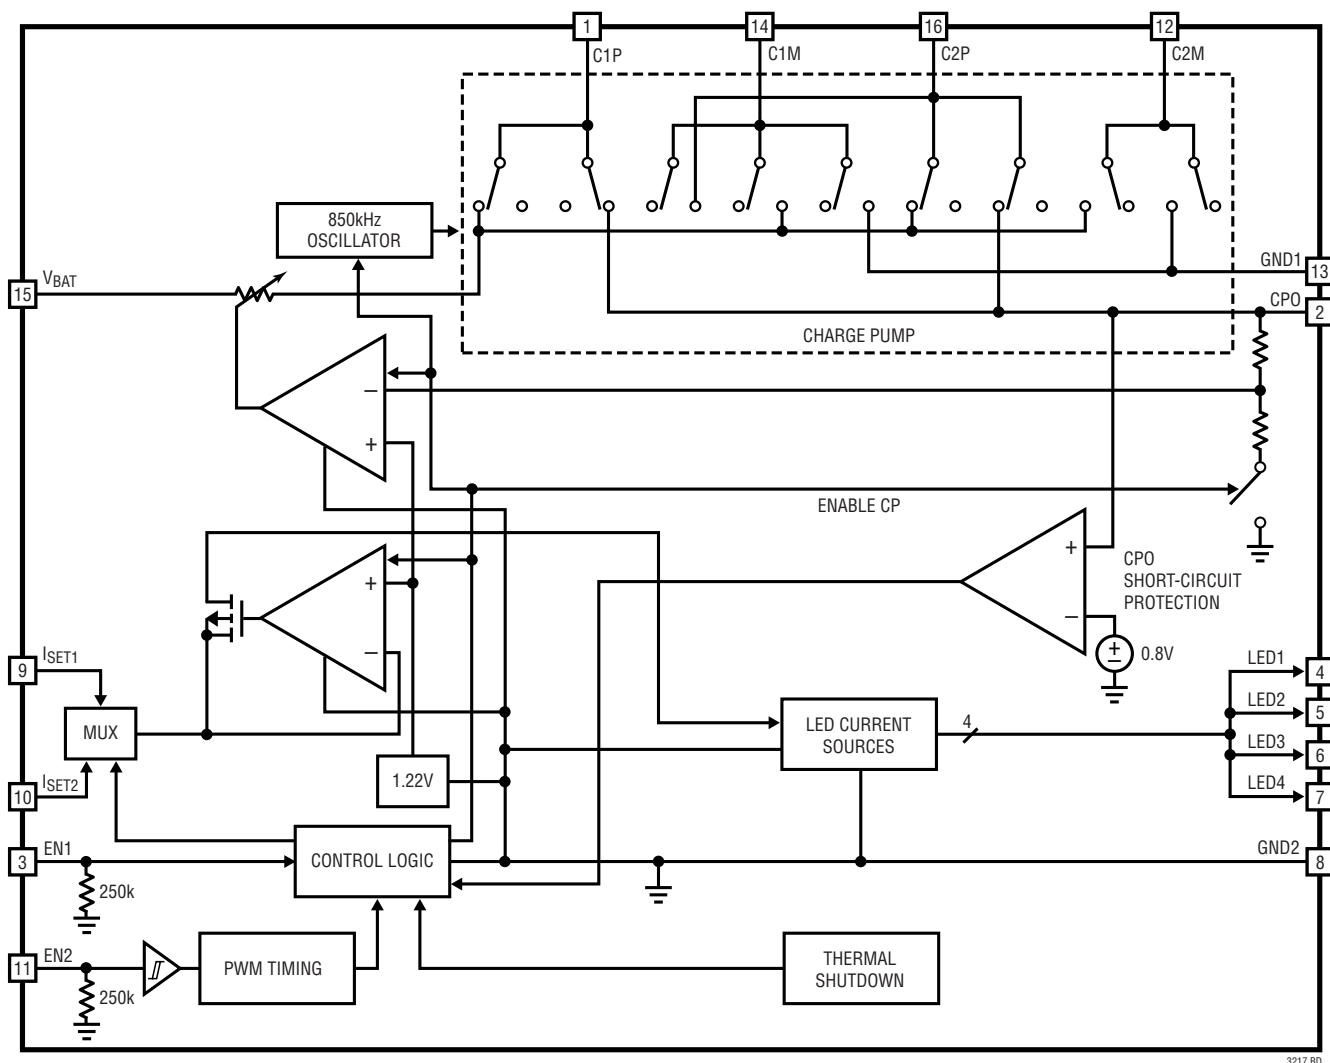 1
14
16
12
C1P
C1M
C2P
C2M
850kHz
OSCILLATOR
VBAT
15
GND1
13
CPO
2
CHARGE PUMP
–
+
ENABLE CP
+
–
+
–
CPO
SHORT-CIRCUIT
PROTECTION
+
–
0.8V
ISET1
9
MUX
ISET2
10
1.22V
LED CURRENT
SOURCES
4
LED1
4
LED2
5
LED3
6
LED4
7
EN1
3
CONTROL LOGIC
GND2
8
250k
EN2
11
PWM TIMING
THERMAL
SHUTDOWN
250k
3217 BD